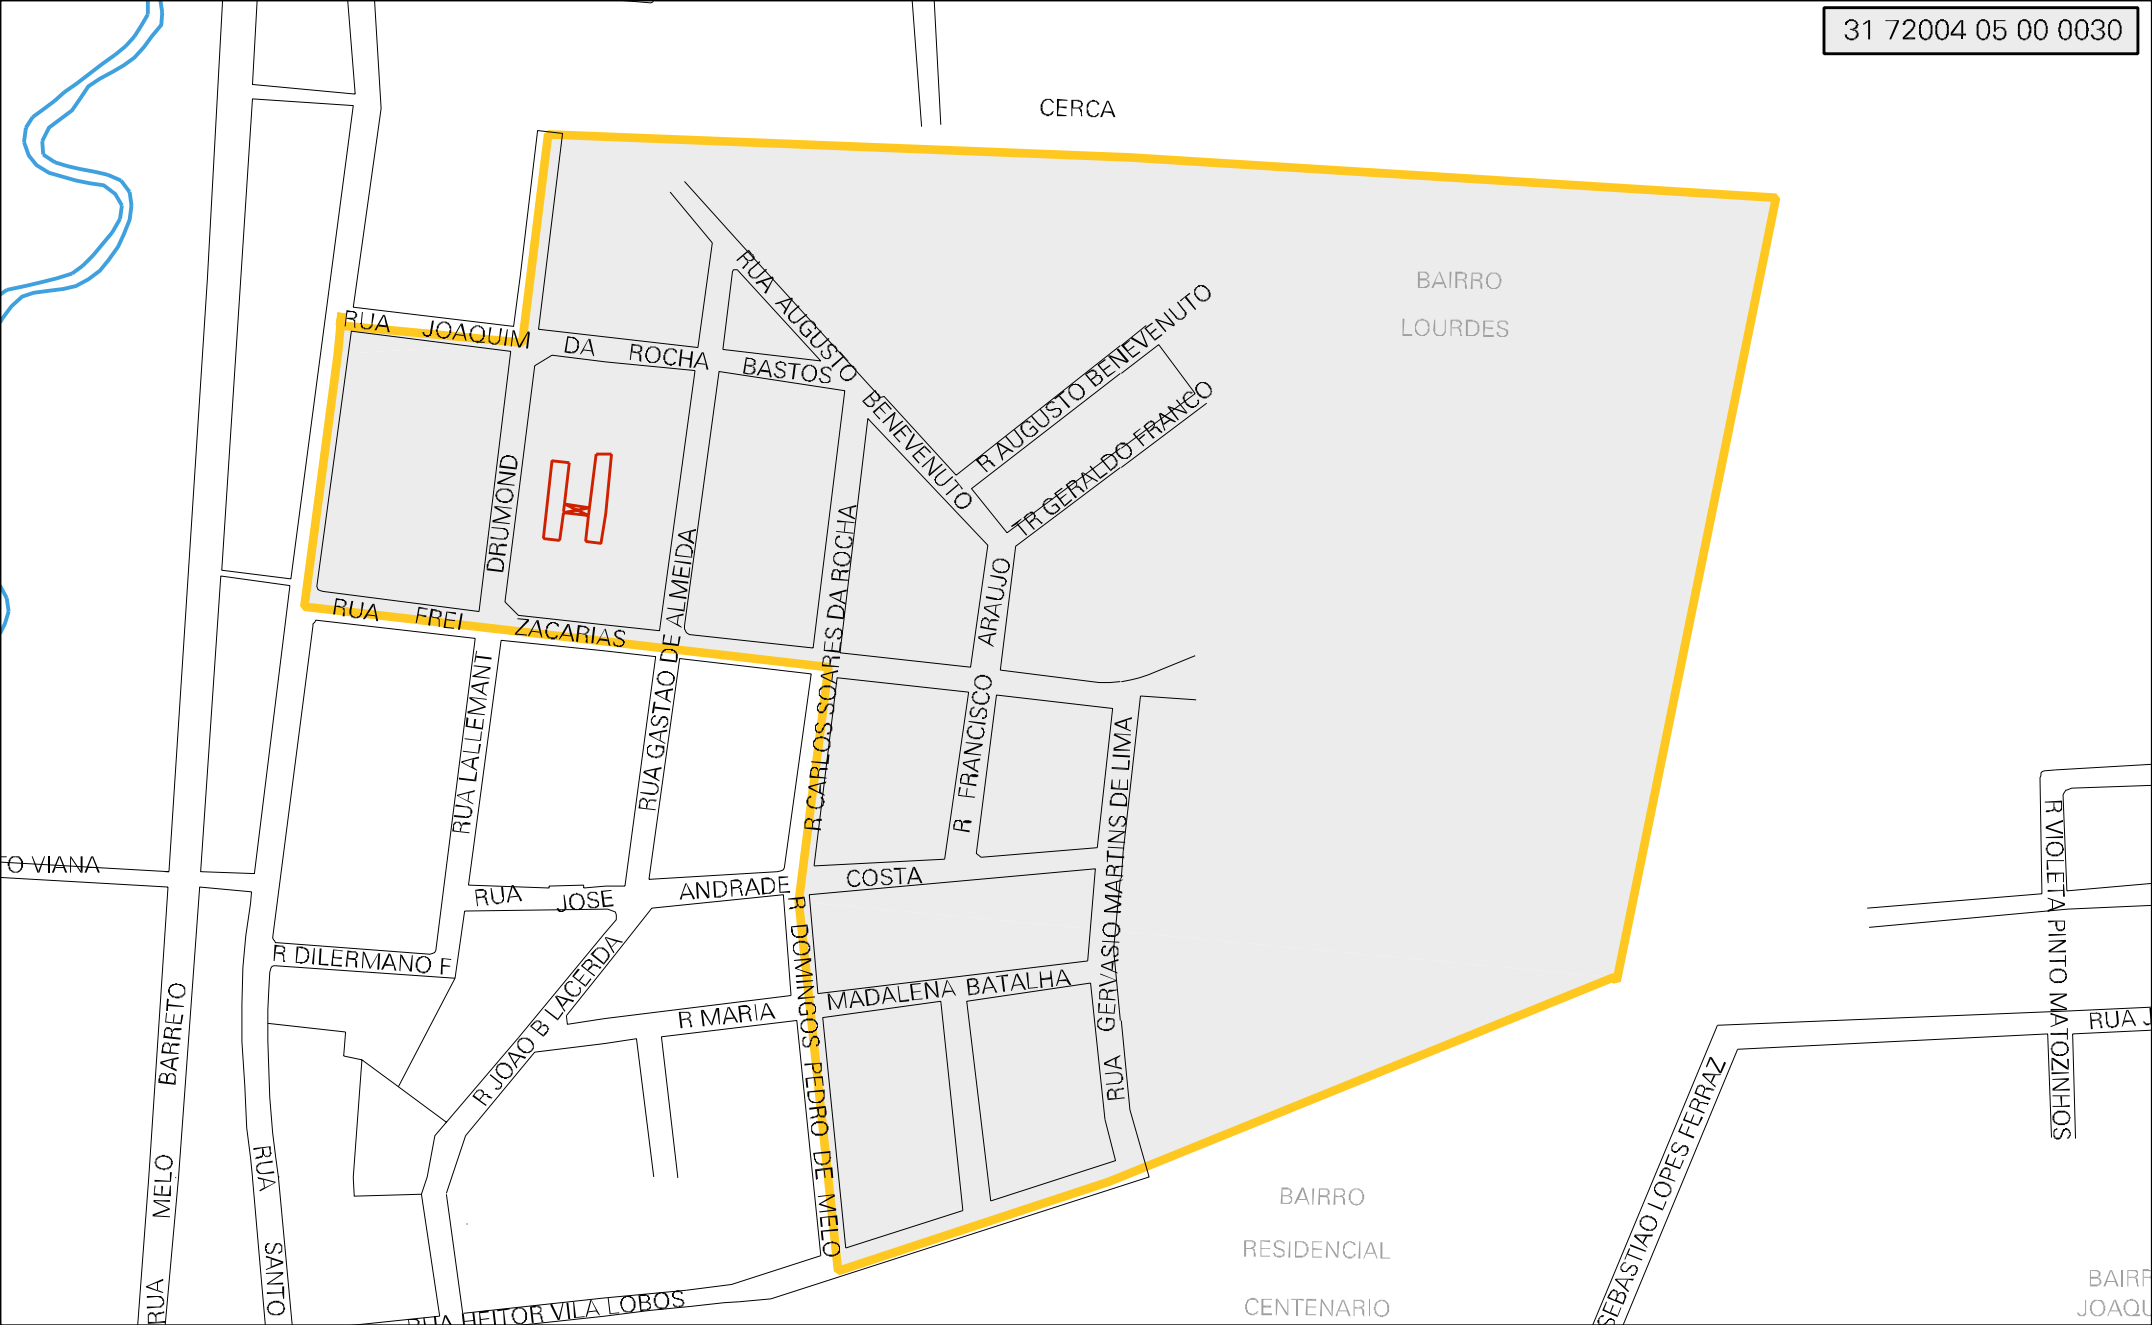 31 72004 05 00 0030
CERCA
BAIRRO
LOURDES
RUA JOAQUIM DA ROCHA BASTOS
RUA AUGUSTO BENEVENUTO
R AUGUSTO BENEVENUTO
TR GERALDO FRANCO
DRUMOND
RUA LALLEMANT
RUA GASTAO DE ALMEIDA
R CARLOS SOARES DA ROCHA
R FRANCISCO ARAUJO
RUA FREI ZACARIAS
RUA GERVASIO MARTINS DE LIMA
TO VIANA
RUA JOSE ANDRADE COSTA
R DILERMANO F
R JOAO B LACERDA
R MARIA MADALENA BATALHA
R DOMINGOS PEDRO DE MELO
RUA MELO BARRETO
RUA SANTO
RUA HEITOR VILA LOBOS
R VIOLETA PINTO MATOZINHOS
RUA J
SEBASTIAO LOPES FERRAZ
BAIRRO
RESIDENCIAL
CENTENARIO
BAIRR
JOAQU